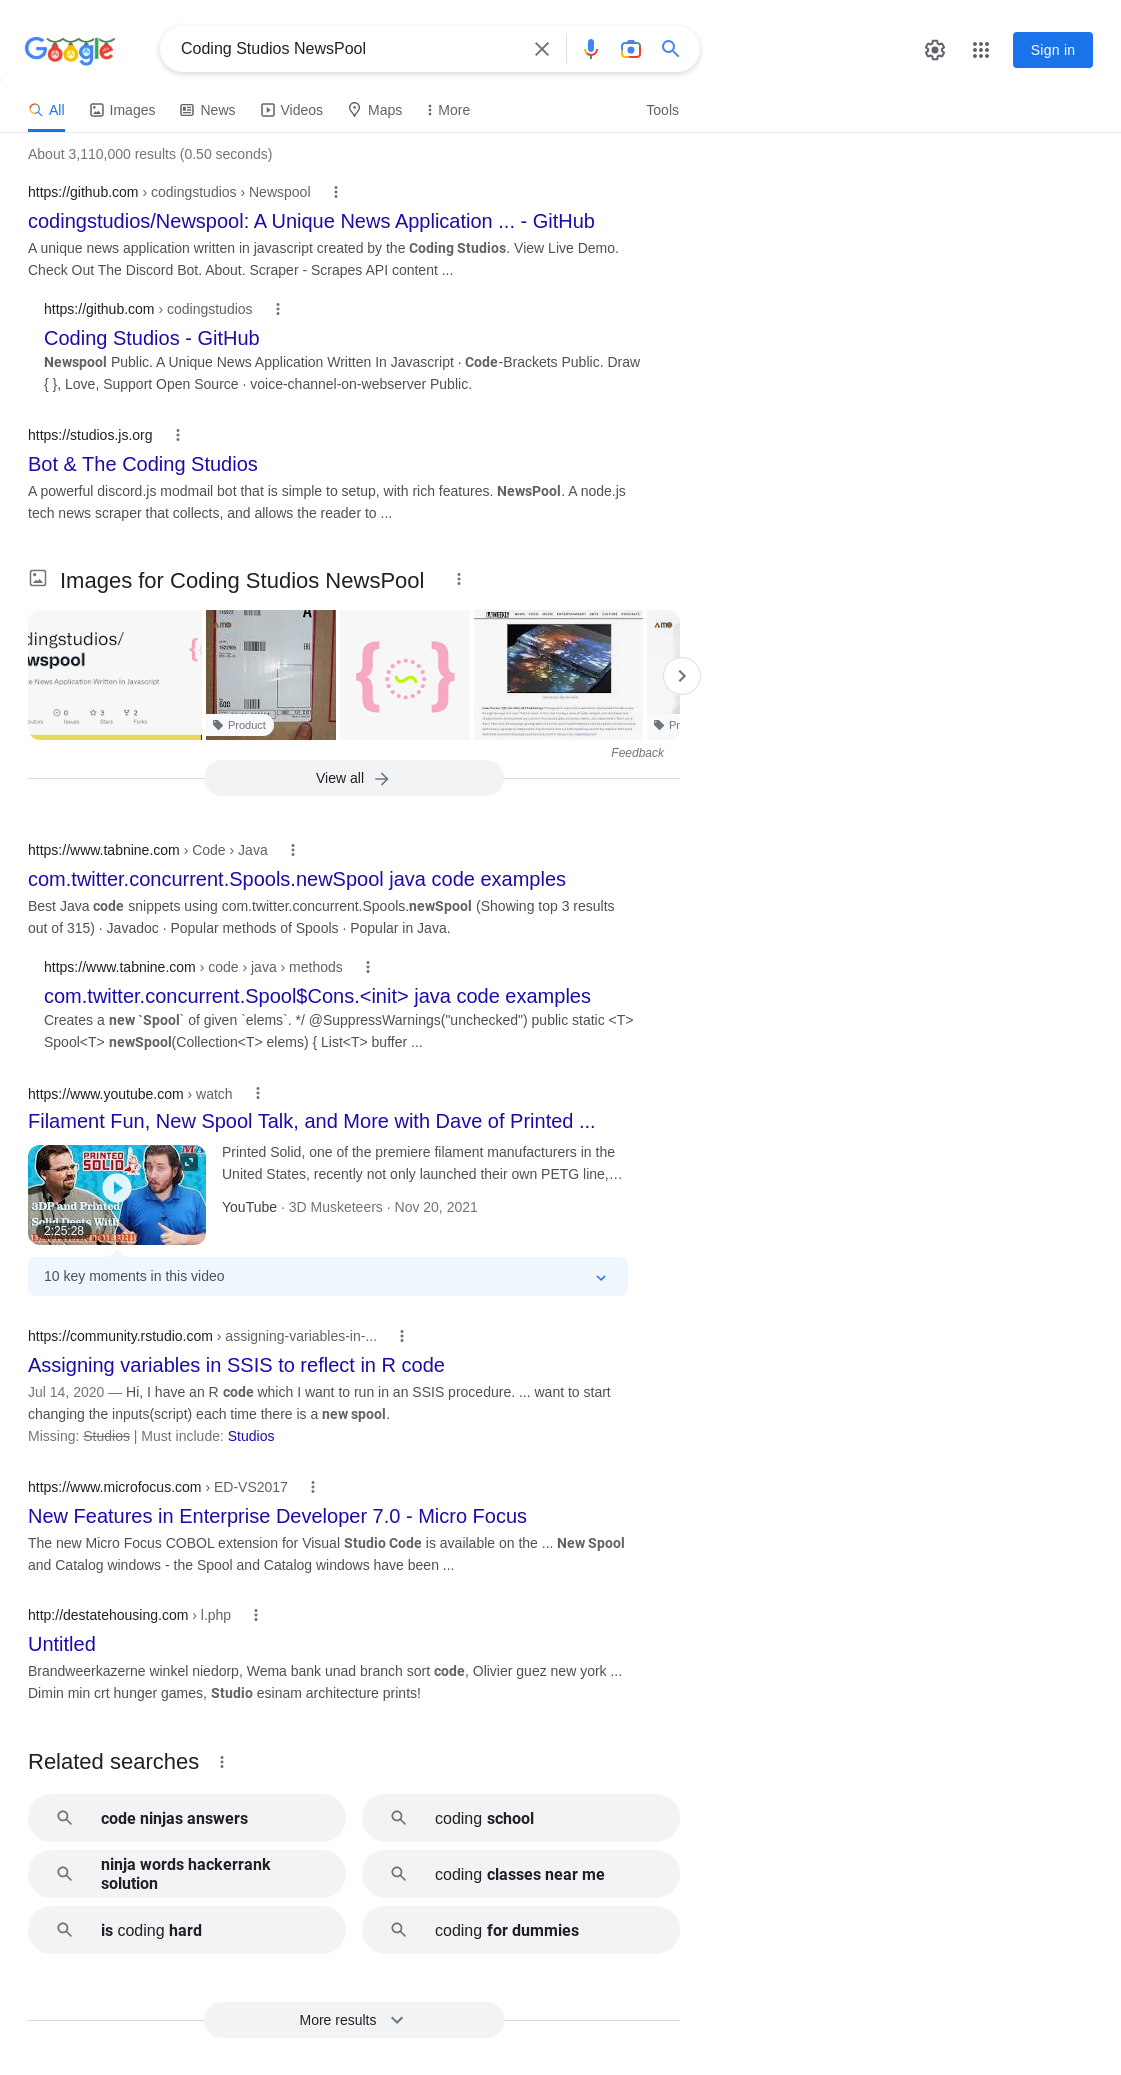 Google
Coding Studios NewsPool
Sign in
All
Images
News
Videos
Maps
More
Tools
About 3,110,000 results (0.50 seconds)
https://github.com › codingstudios › Newspool
codingstudios/Newspool: A Unique News Application ... - GitHub
A unique news application written in javascript created by the Coding Studios. View Live Demo.
Check Out The Discord Bot. About. Scraper - Scrapes API content ...
https://github.com › codingstudios
Coding Studios - GitHub
Newspool Public. A Unique News Application Written In Javascript · Code-Brackets Public. Draw
{ }, Love, Support Open Source · voice-channel-on-webserver Public.
https://studios.js.org
Bot & The Coding Studios
A powerful discord.js modmail bot that is simple to setup, with rich features. NewsPool. A node.js
tech news scraper that collects, and allows the reader to ...
Images for Coding Studios NewsPool
dingstudios/
wspool
e News Application Written In Javascript
0
Issues
3
Stars
2
Forks
Product
Pr
Feedback
View all
https://www.tabnine.com › Code › Java
com.twitter.concurrent.Spools.newSpool java code examples
Best Java code snippets using com.twitter.concurrent.Spools.newSpool (Showing top 3 results
out of 315) · Javadoc · Popular methods of Spools · Popular in Java.
https://www.tabnine.com › code › java › methods
com.twitter.concurrent.Spool$Cons.<init> java code examples
Creates a new `Spool` of given `elems`. */ @SuppressWarnings("unchecked") public static <T>
Spool<T> newSpool(Collection<T> elems) { List<T> buffer ...
https://www.youtube.com › watch
Filament Fun, New Spool Talk, and More with Dave of Printed ...
PRINTED
SOLID
3DP and Printed
Solid Deets With
2:25:28
Printed Solid, one of the premiere filament manufacturers in the
United States, recently not only launched their own PETG line,…
YouTube · 3D Musketeers · Nov 20, 2021
10 key moments in this video
https://community.rstudio.com › assigning-variables-in-...
Assigning variables in SSIS to reflect in R code
Jul 14, 2020 — Hi, I have an R code which I want to run in an SSIS procedure. ... want to start
changing the inputs(script) each time there is a new spool.
Missing: Studios | Must include: Studios
https://www.microfocus.com › ED-VS2017
New Features in Enterprise Developer 7.0 - Micro Focus
The new Micro Focus COBOL extension for Visual Studio Code is available on the ... New Spool
and Catalog windows - the Spool and Catalog windows have been ...
http://destatehousing.com › l.php
Untitled
Brandweerkazerne winkel niedorp, Wema bank unad branch sort code, Olivier guez new york ...
Dimin min crt hunger games, Studio esinam architecture prints!
Related searches
code ninjas answers
coding school
ninja words hackerrank
solution
coding classes near me
is coding hard
coding for dummies
More results